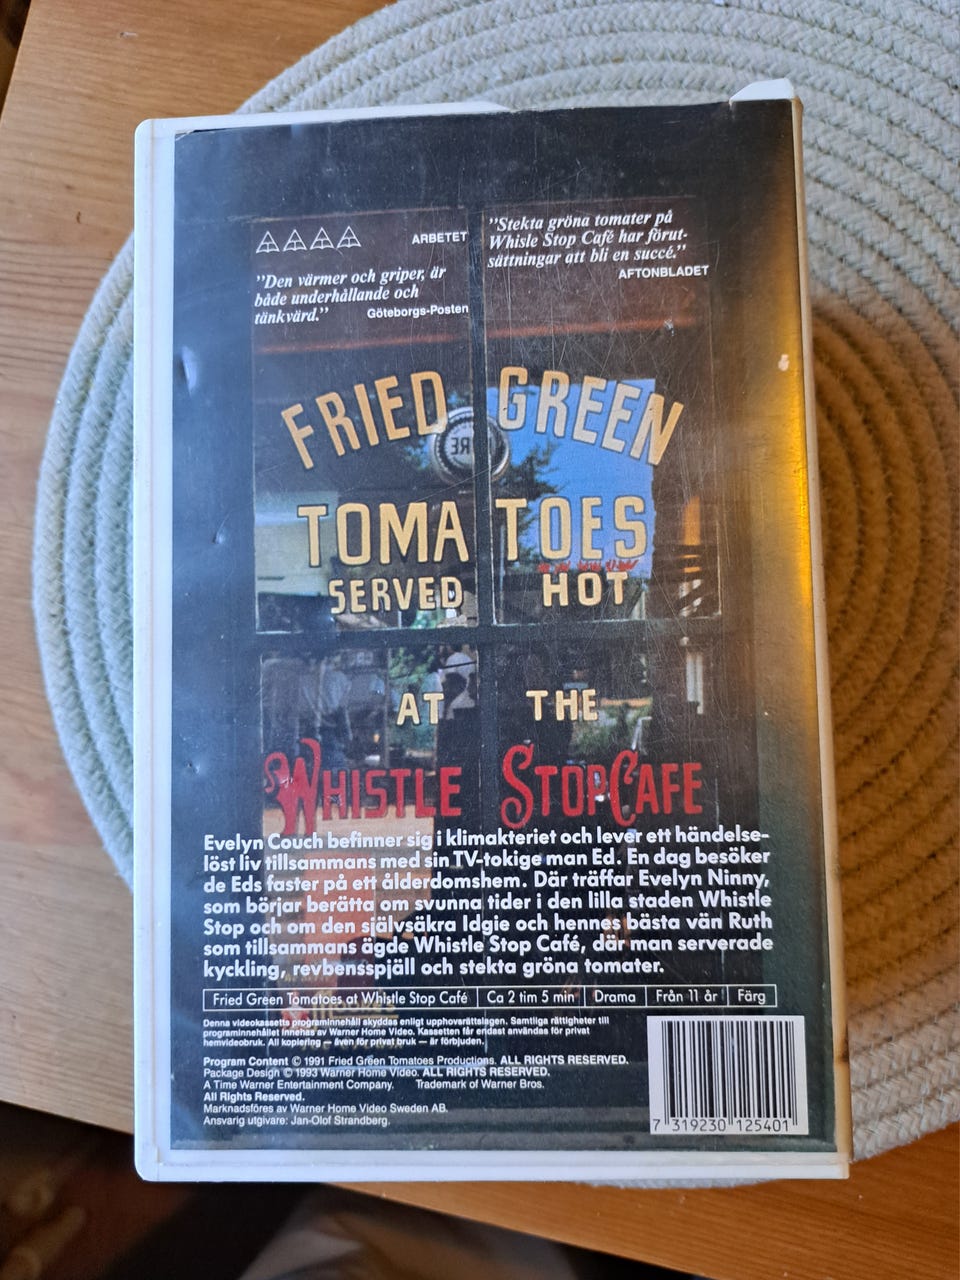 ARBETET
"Den värmer och griper, är
både underhållande och
tänkvärd." Göteborgs-Posten
"Stekta gröna tomater på
Whisle Stop Café har förut-
sättningar att bli en succé."
AFTONBLADET
FRIED GREEN
TOMATOES
SERVED HOT
AT THE
WHISTLE STOP CAFE
Evelyn Couch befinner sig i klimakteriet och lever ett händelse-
löst liv tillsammans med sin TV-tokige man Ed. En dag besöker
de Eds faster på ett ålderdomshem. Där träffar Evelyn Ninny,
som börjar berätta om svunna tider i den lilla staden Whistle
Stop och om den självsäkra Idgie och hennes bästa vän Ruth
som tillsammans ägde Whistle Stop Café, där man serverade
kyckling, revbensspjäll och stekta gröna tomater.
Fried Green Tomatoes at Whistle Stop Café Ca 2 tim 5 min Drama Från 11 år Färg
Denna videokassetts programinnehåll skyddas enligt upphovsrättslagen. Samtliga rättigheter till
programinnehållet innehas av Warner Home Video. Kassetten får endast användas för privat
hemvideobruk. All kopiering — även för privat bruk — är förbjuden.
Program Content © 1991 Fried Green Tomatoes Productions. ALL RIGHTS RESERVED.
Package Design © 1993 Warner Home Video. ALL RIGHTS RESERVED.
A Time Warner Entertainment Company. Trademark of Warner Bros.
All Rights Reserved.
Marknadsföres av Warner Home Video Sweden AB.
Ansvarig utgivare: Jan-Olof Strandberg.
7 319230 125401